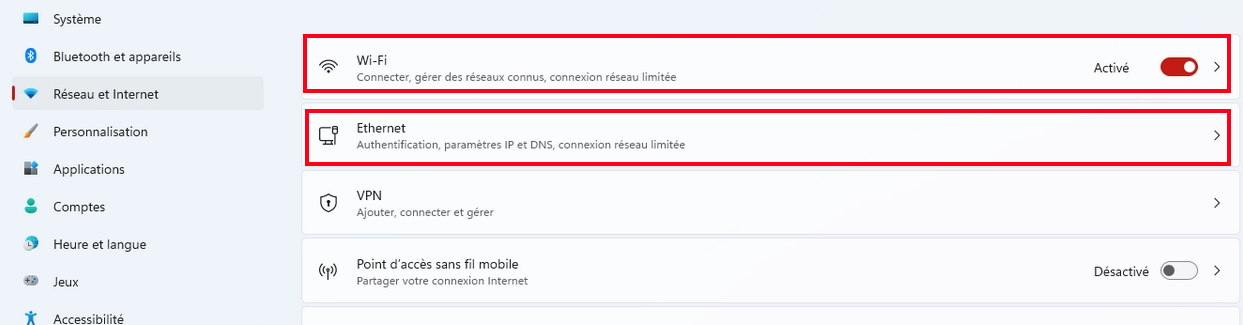 Système
Bluetooth et appareils
Réseau et Internet
Personnalisation
Applications
Comptes
Heure et langue
Jeux
Accessibilité
Wi-Fi
Connecter, gérer des réseaux connus, connexion réseau limitée
Activé
Ethernet
Authentification, paramètres IP et DNS, connexion réseau limitée
VPN
Ajouter, connecter et gérer
Point d’accès sans fil mobile
Partager votre connexion Internet
Désactivé